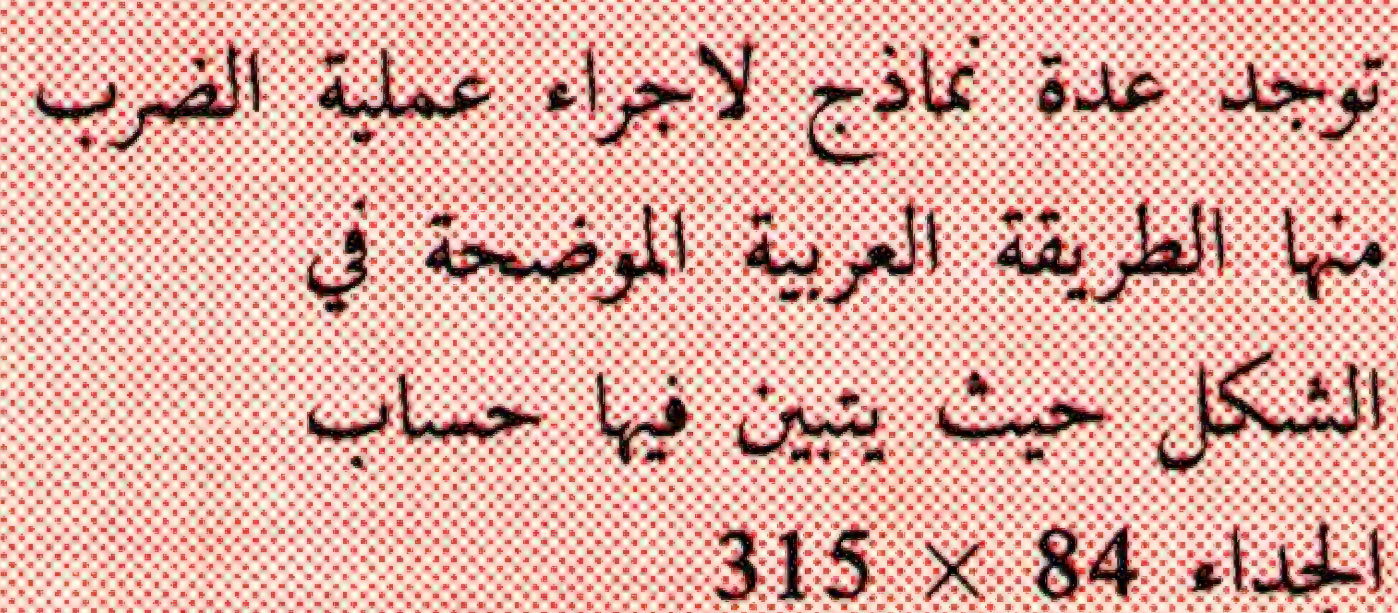 توجد عدة نماذج لاجراء عملية الضرب
منها الطريقة العربية الموضحة في
الشكل حيث يتبين فيها حساب
الجداء 84 × 315